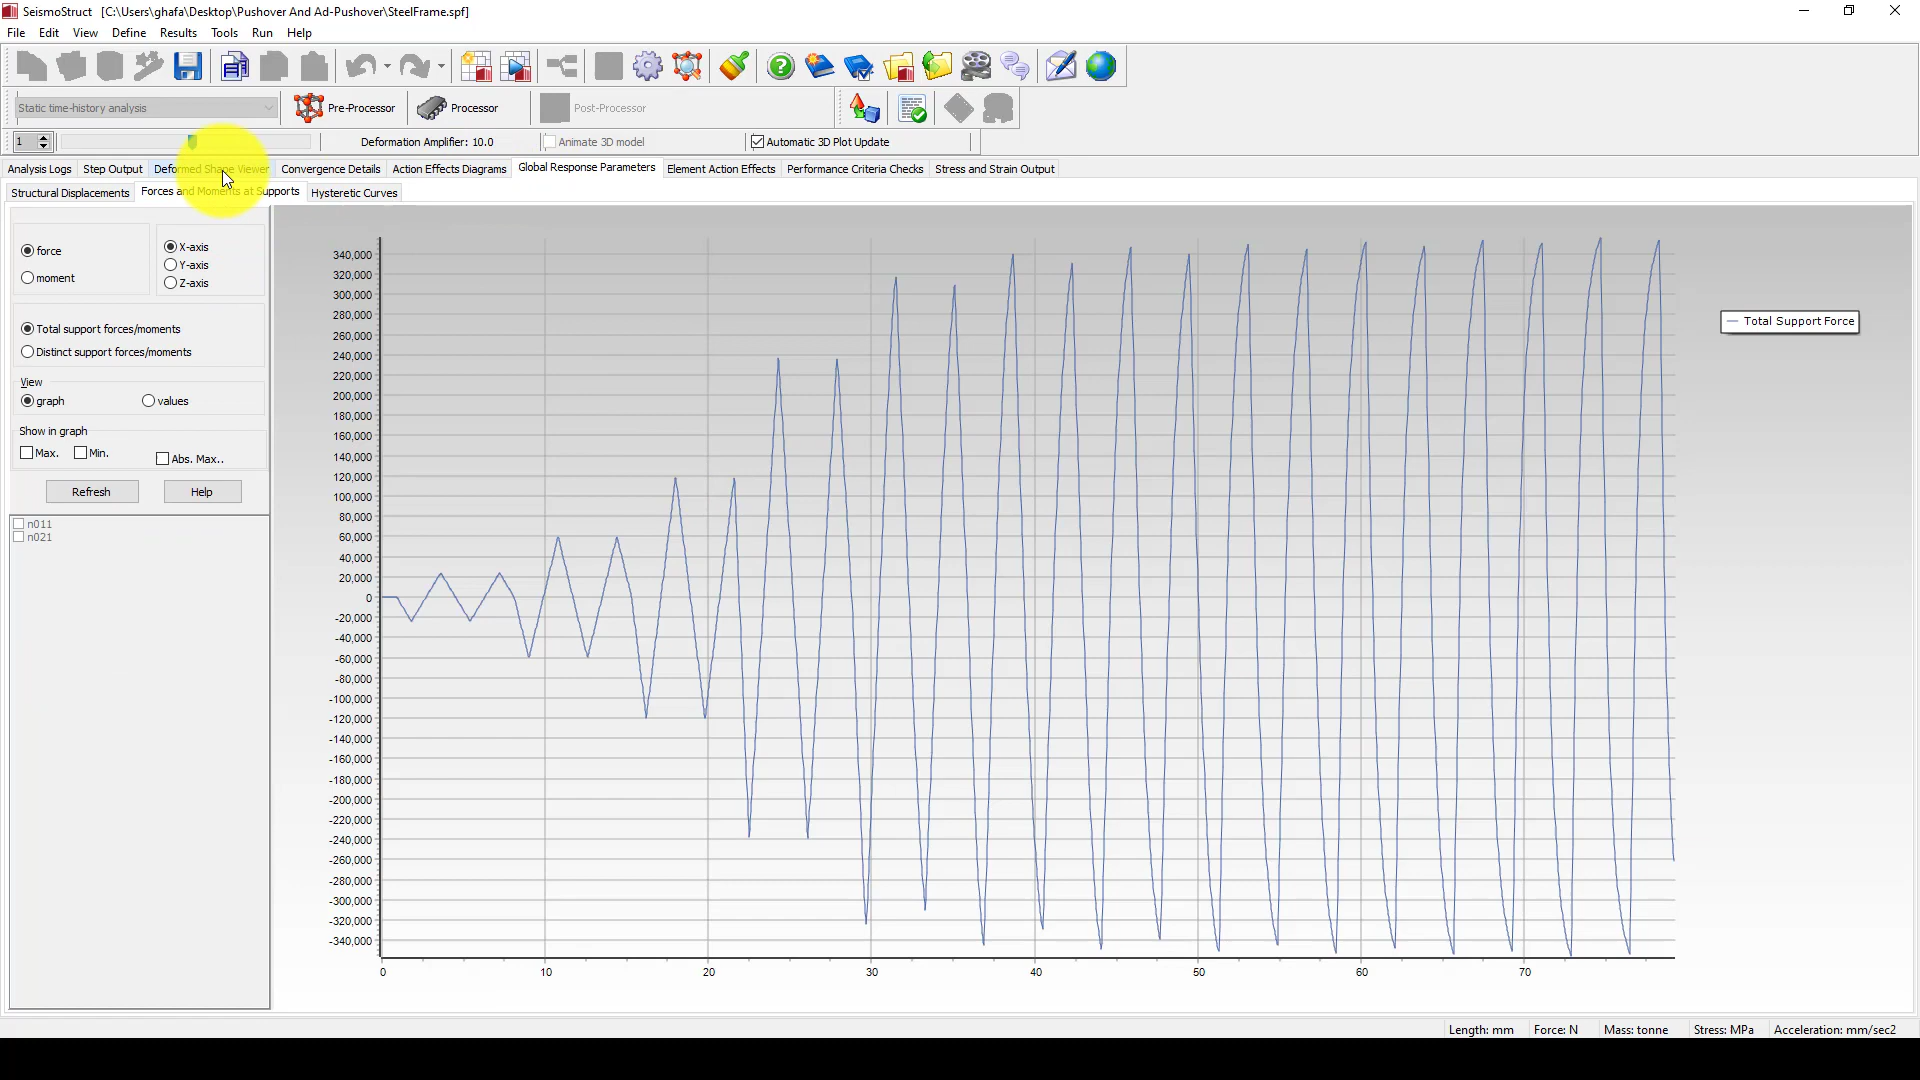 SeismoStruct [C:\Users\ghafa\Desktop\Pushover And Ad-Pushover\SteelFrame.spf]
File Edit View Define Results Tools Run Help
Static time-history analysis Pre-Processor Processor Post-Processor
1 Deformation Amplifier: 10.0 Animate 3D model Automatic 3D Plot Update
Analysis Logs Step Output Deformed Shape Viewer Convergence Details Action Effects Diagrams Global Response Parameters Element Action Effects Performance Criteria Checks Stress and Strain Output
Structural Displacements Forces and Moments at Supports Hysteretic Curves
force
moment
X-axis
Y-axis
Z-axis
Total support forces/moments
Distinct support forces/moments
View
graph values
Show in graph
Max. Min. Abs. Max..
Refresh Help
n011
n021
340,000
320,000
300,000
280,000
260,000
240,000
220,000
200,000
180,000
160,000
140,000
120,000
100,000
80,000
60,000
40,000
20,000
0
-20,000
-40,000
-60,000
-80,000
-100,000
-120,000
-140,000
-160,000
-180,000
-200,000
-220,000
-240,000
-260,000
-280,000
-300,000
-320,000
-340,000
0 10 20 30 40 50 60 70
Total Support Force
Length: mm Force: N Mass: tonne Stress: MPa Acceleration: mm/sec2